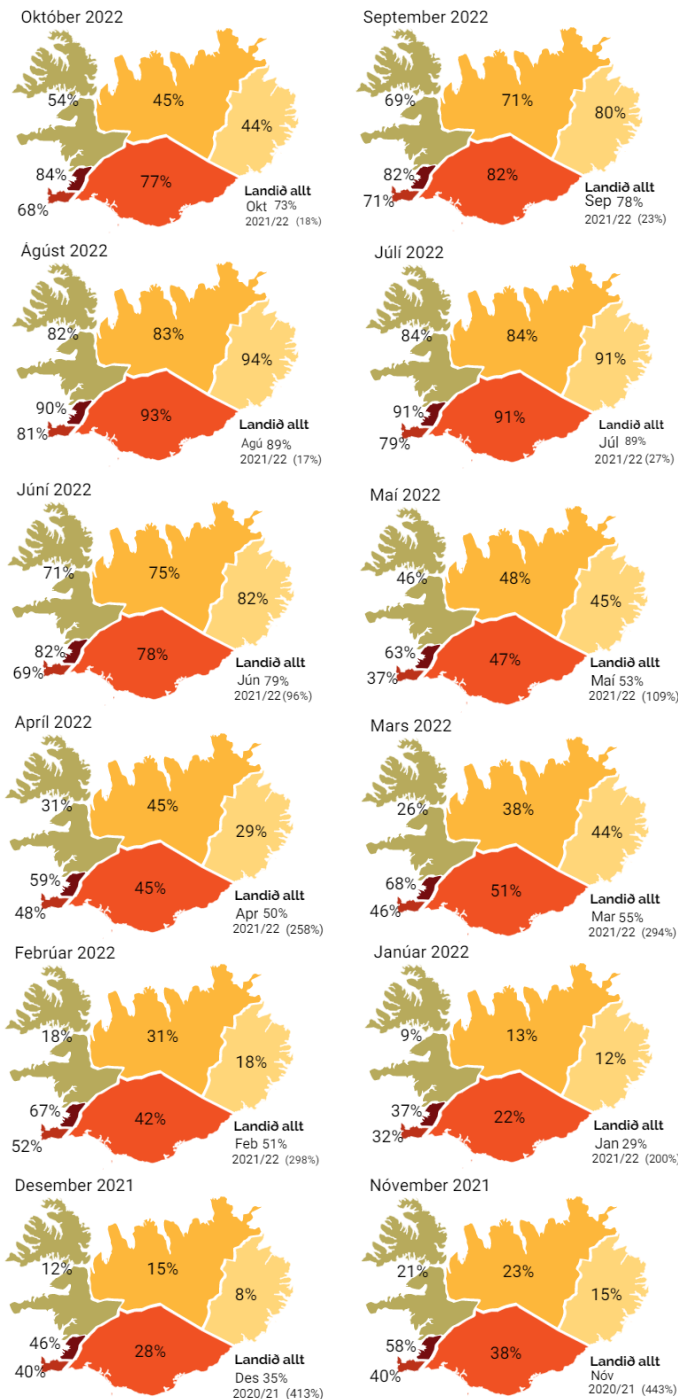 Október 2022
54%
45%
44%
84%
77%
68%
Landið allt
Okt 73%
2021/22 (18%)
September 2022
69%
71%
80%
82%
82%
71%
Landið allt
Sep 78%
2021/22 (23%)
Ágúst 2022
82%
83%
94%
90%
93%
81%
Landið allt
Agú 89%
2021/22 (17%)
Júlí 2022
84%
84%
91%
91%
91%
79%
Landið allt
Júl 89%
2021/22 (27%)
Júní 2022
71%
75%
82%
82%
78%
69%
Landið allt
Jún 79%
2021/22 (96%)
Maí 2022
46%
48%
45%
63%
47%
37%
Landið allt
Maí 53%
2021/22 (109%)
Apríl 2022
31%
45%
29%
59%
45%
48%
Landið allt
Apr 50%
2021/22 (258%)
Mars 2022
26%
38%
44%
68%
51%
46%
Landið allt
Mar 55%
2021/22 (294%)
Febrúar 2022
18%
31%
18%
67%
42%
52%
Landið allt
Feb 51%
2021/22 (298%)
Janúar 2022
9%
13%
12%
37%
22%
32%
Landið allt
Jan 29%
2021/22 (200%)
Desember 2021
12%
15%
8%
46%
28%
40%
Landið allt
Des 35%
2020/21 (413%)
Nóvember 2021
21%
23%
15%
58%
38%
40%
Landið allt
Nóv
2020/21 (443%)